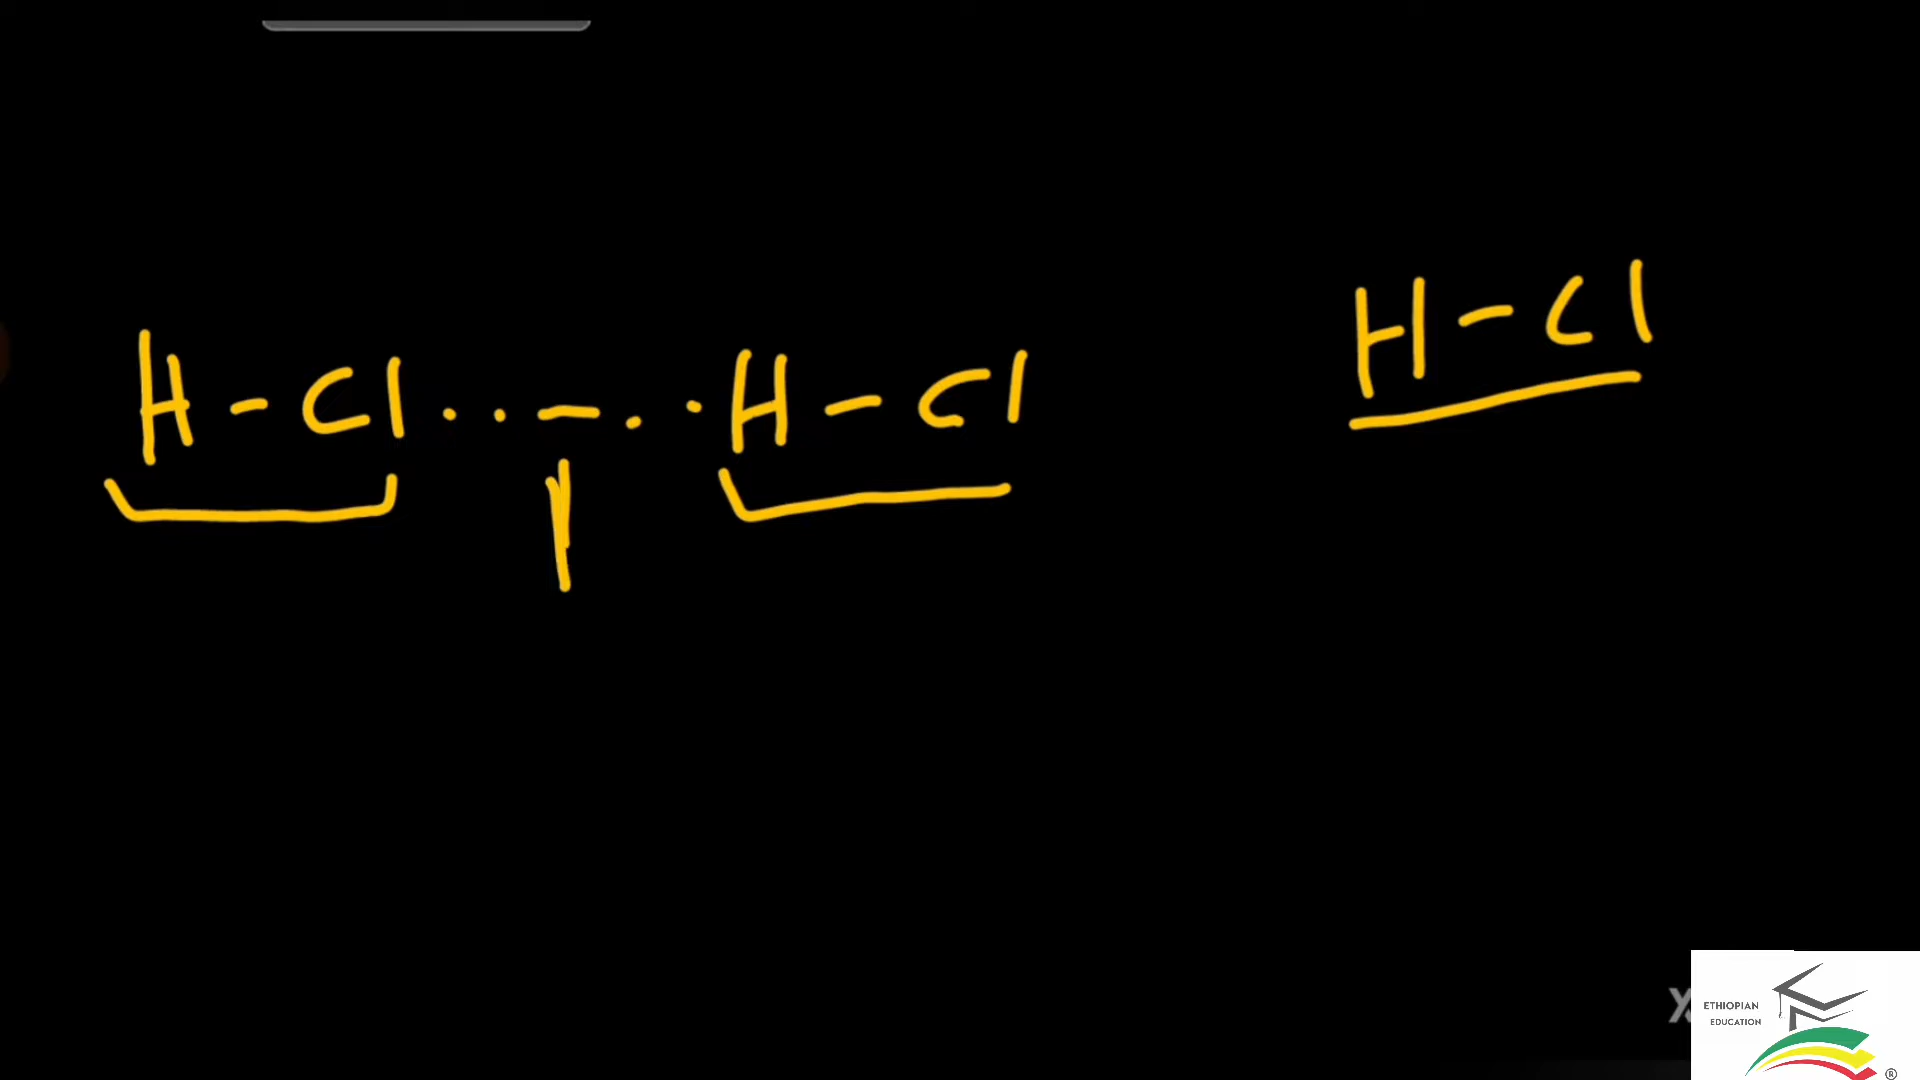 H - Cl . . - . . H - Cl
H - Cl
X
ETHIOPIAN
EDUCATION
®